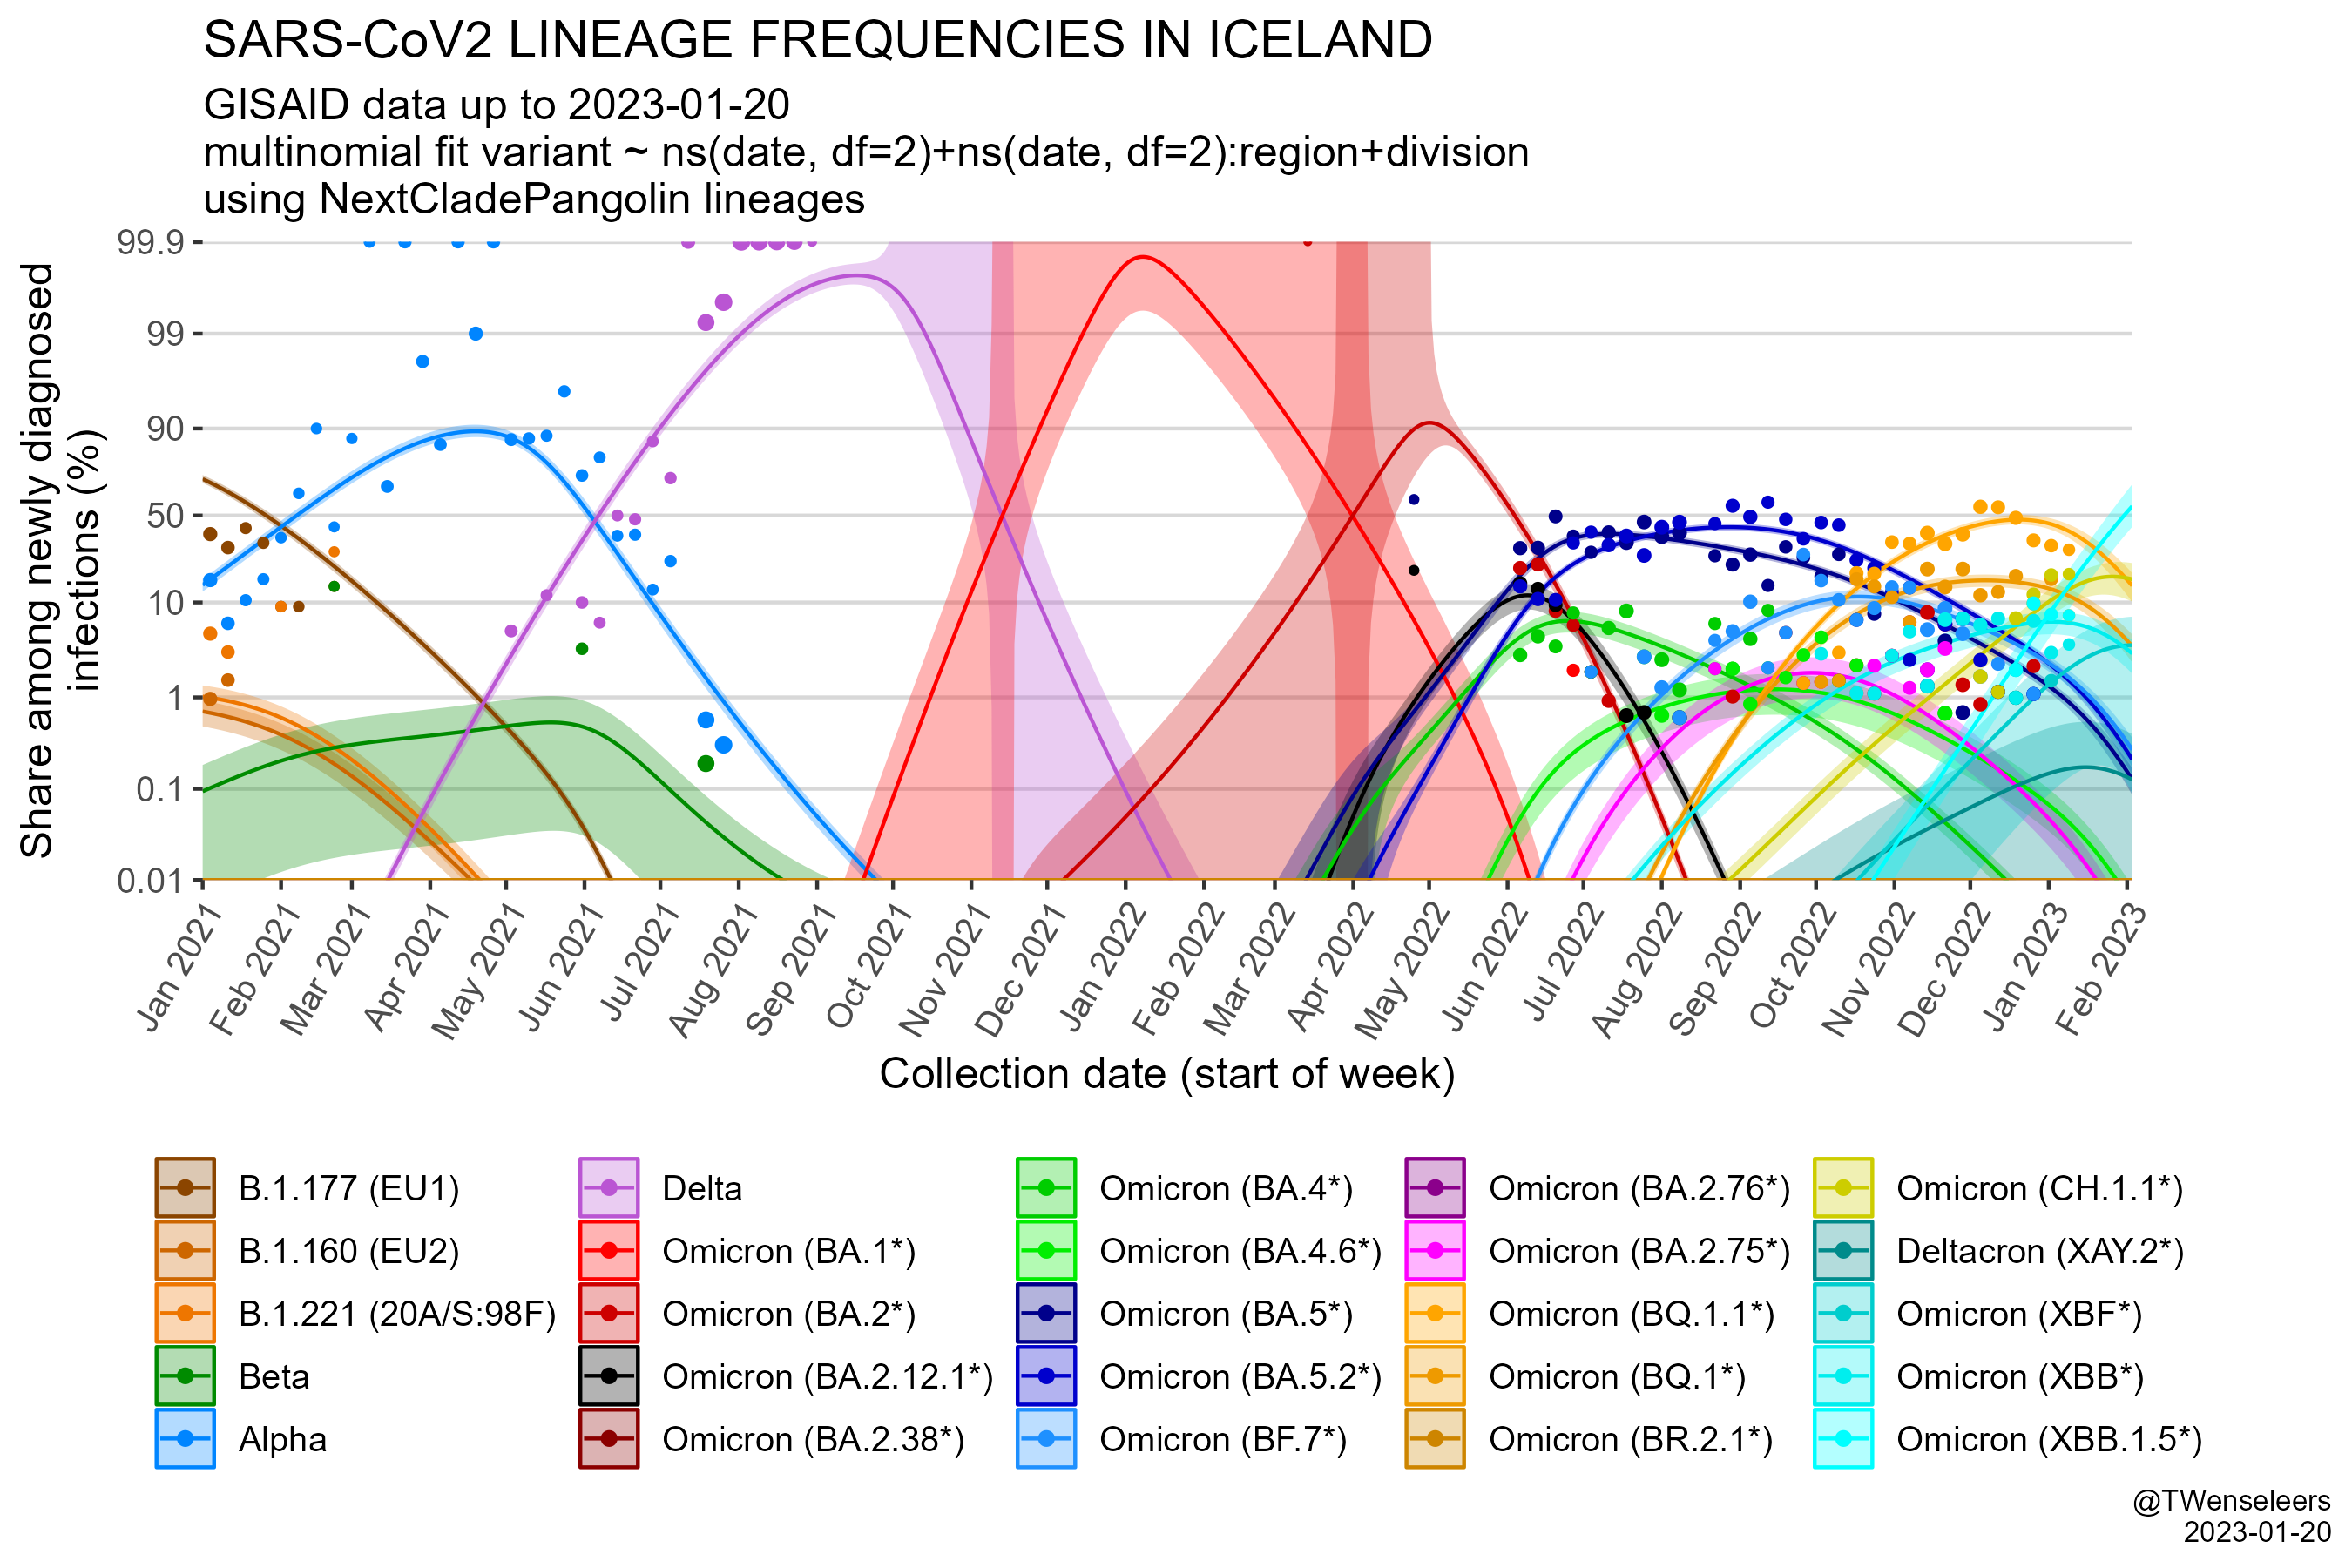 SARS-CoV2 LINEAGE FREQUENCIES IN ICELAND
GISAID data up to 2023-01-20
multinomial fit variant ~ ns(date, df=2)+ns(date, df=2):region+division
using NextCladePangolin lineages
Share among newly diagnosed
infections (%)
99.9
99
90
50
10
1
0.1
0.01
Jan 2021
Feb 2021
Mar 2021
Apr 2021
May 2021
Jun 2021
Jul 2021
Aug 2021
Sep 2021
Oct 2021
Nov 2021
Dec 2021
Jan 2022
Feb 2022
Mar 2022
Apr 2022
May 2022
Jun 2022
Jul 2022
Aug 2022
Sep 2022
Oct 2022
Nov 2022
Dec 2022
Jan 2023
Feb 2023
Collection date (start of week)
B.1.177 (EU1)
B.1.160 (EU2)
B.1.221 (20A/S:98F)
Beta
Alpha
Delta
Omicron (BA.1*)
Omicron (BA.2*)
Omicron (BA.2.12.1*)
Omicron (BA.2.38*)
Omicron (BA.4*)
Omicron (BA.4.6*)
Omicron (BA.5*)
Omicron (BA.5.2*)
Omicron (BF.7*)
Omicron (BA.2.76*)
Omicron (BA.2.75*)
Omicron (BQ.1.1*)
Omicron (BQ.1*)
Omicron (BR.2.1*)
Omicron (CH.1.1*)
Deltacron (XAY.2*)
Omicron (XBF*)
Omicron (XBB*)
Omicron (XBB.1.5*)
@TWenseleers
2023-01-20